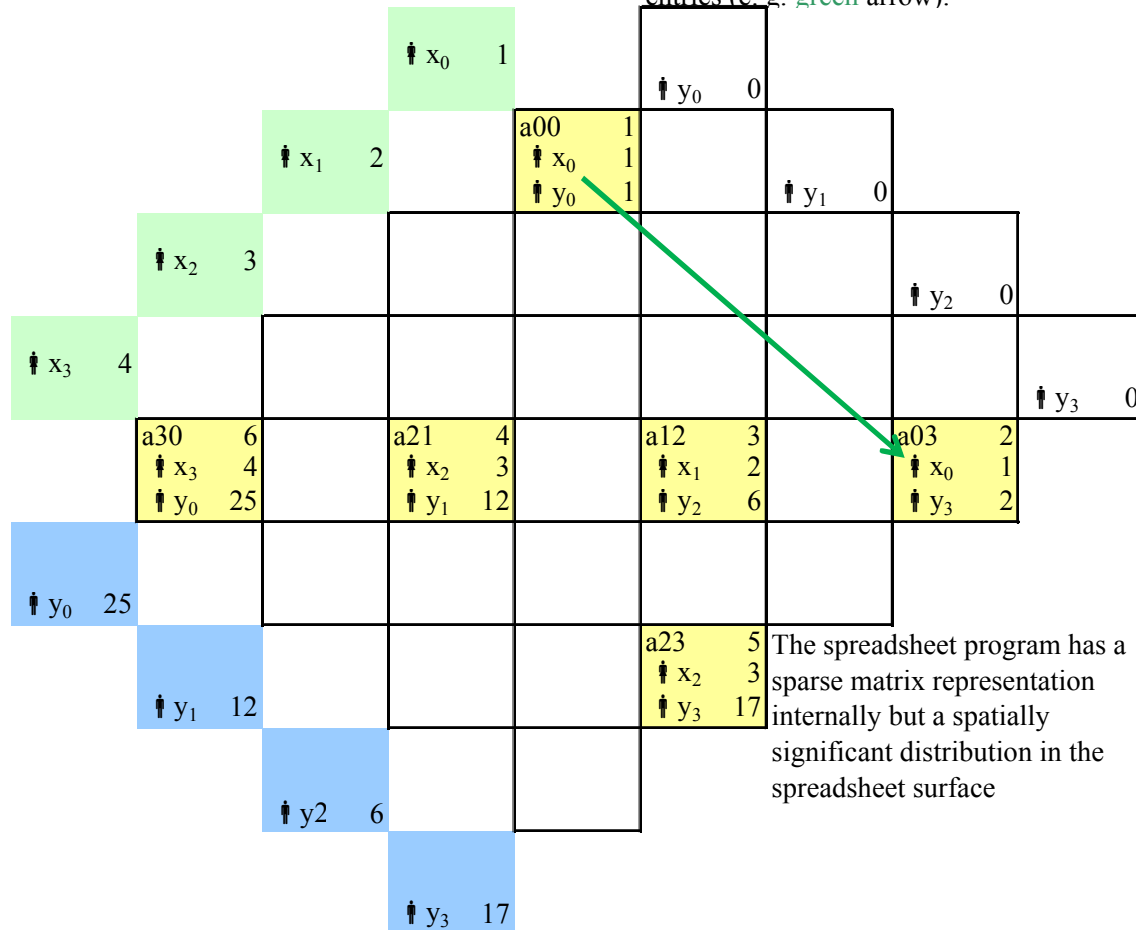 entries (e. g. green arrow).
x₀ 1
y₀ 0
a00 1
x₁ 2
x₀ 1
y₀ 1
y₁ 0
x₂ 3
y₂ 0
x₃ 4
y₃ 0
a30 6
x₃ 4
y₀ 25
a21 4
x₂ 3
y₁ 12
a12 3
x₁ 2
y₂ 6
a03 2
x₀ 1
y₃ 2
y₀ 25
a23 5
x₂ 3
y₃ 17
The spreadsheet program has a
sparse matrix representation
internally but a spatially
significant distribution in the
spreadsheet surface
y₁ 12
y2 6
y₃ 17